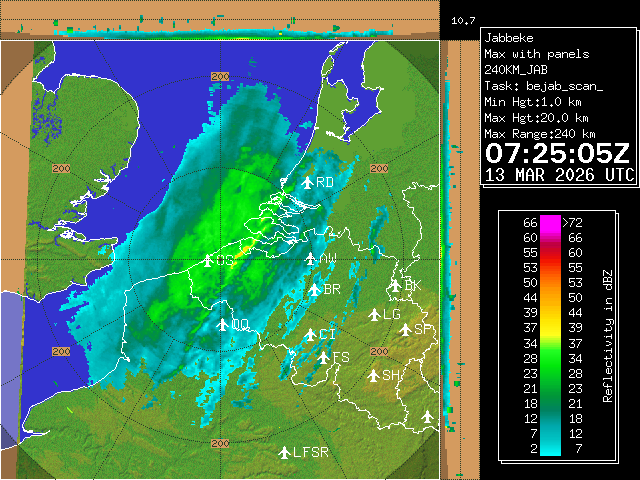 10.7
Jabbeke
Max with panels
240KM_JAB
Task: bejab_scan_
Min Hgt:1.0 km
Max Hgt:20.0 km
Max Range:240 km
07:25:05Z
13 MAR 2026 UTC
200
200
200
RD
OS
AW
BR
BK
LG
SP
QQ
CI
FS
SH
200
200
200
LFSR
66 >72
60 66
55 60
53 55
50 53
44 50
39 44
37 39
34 37
28 34
23 28
21 23
18 21
12 18
7 12
2 7
Reflectivity in dBZ